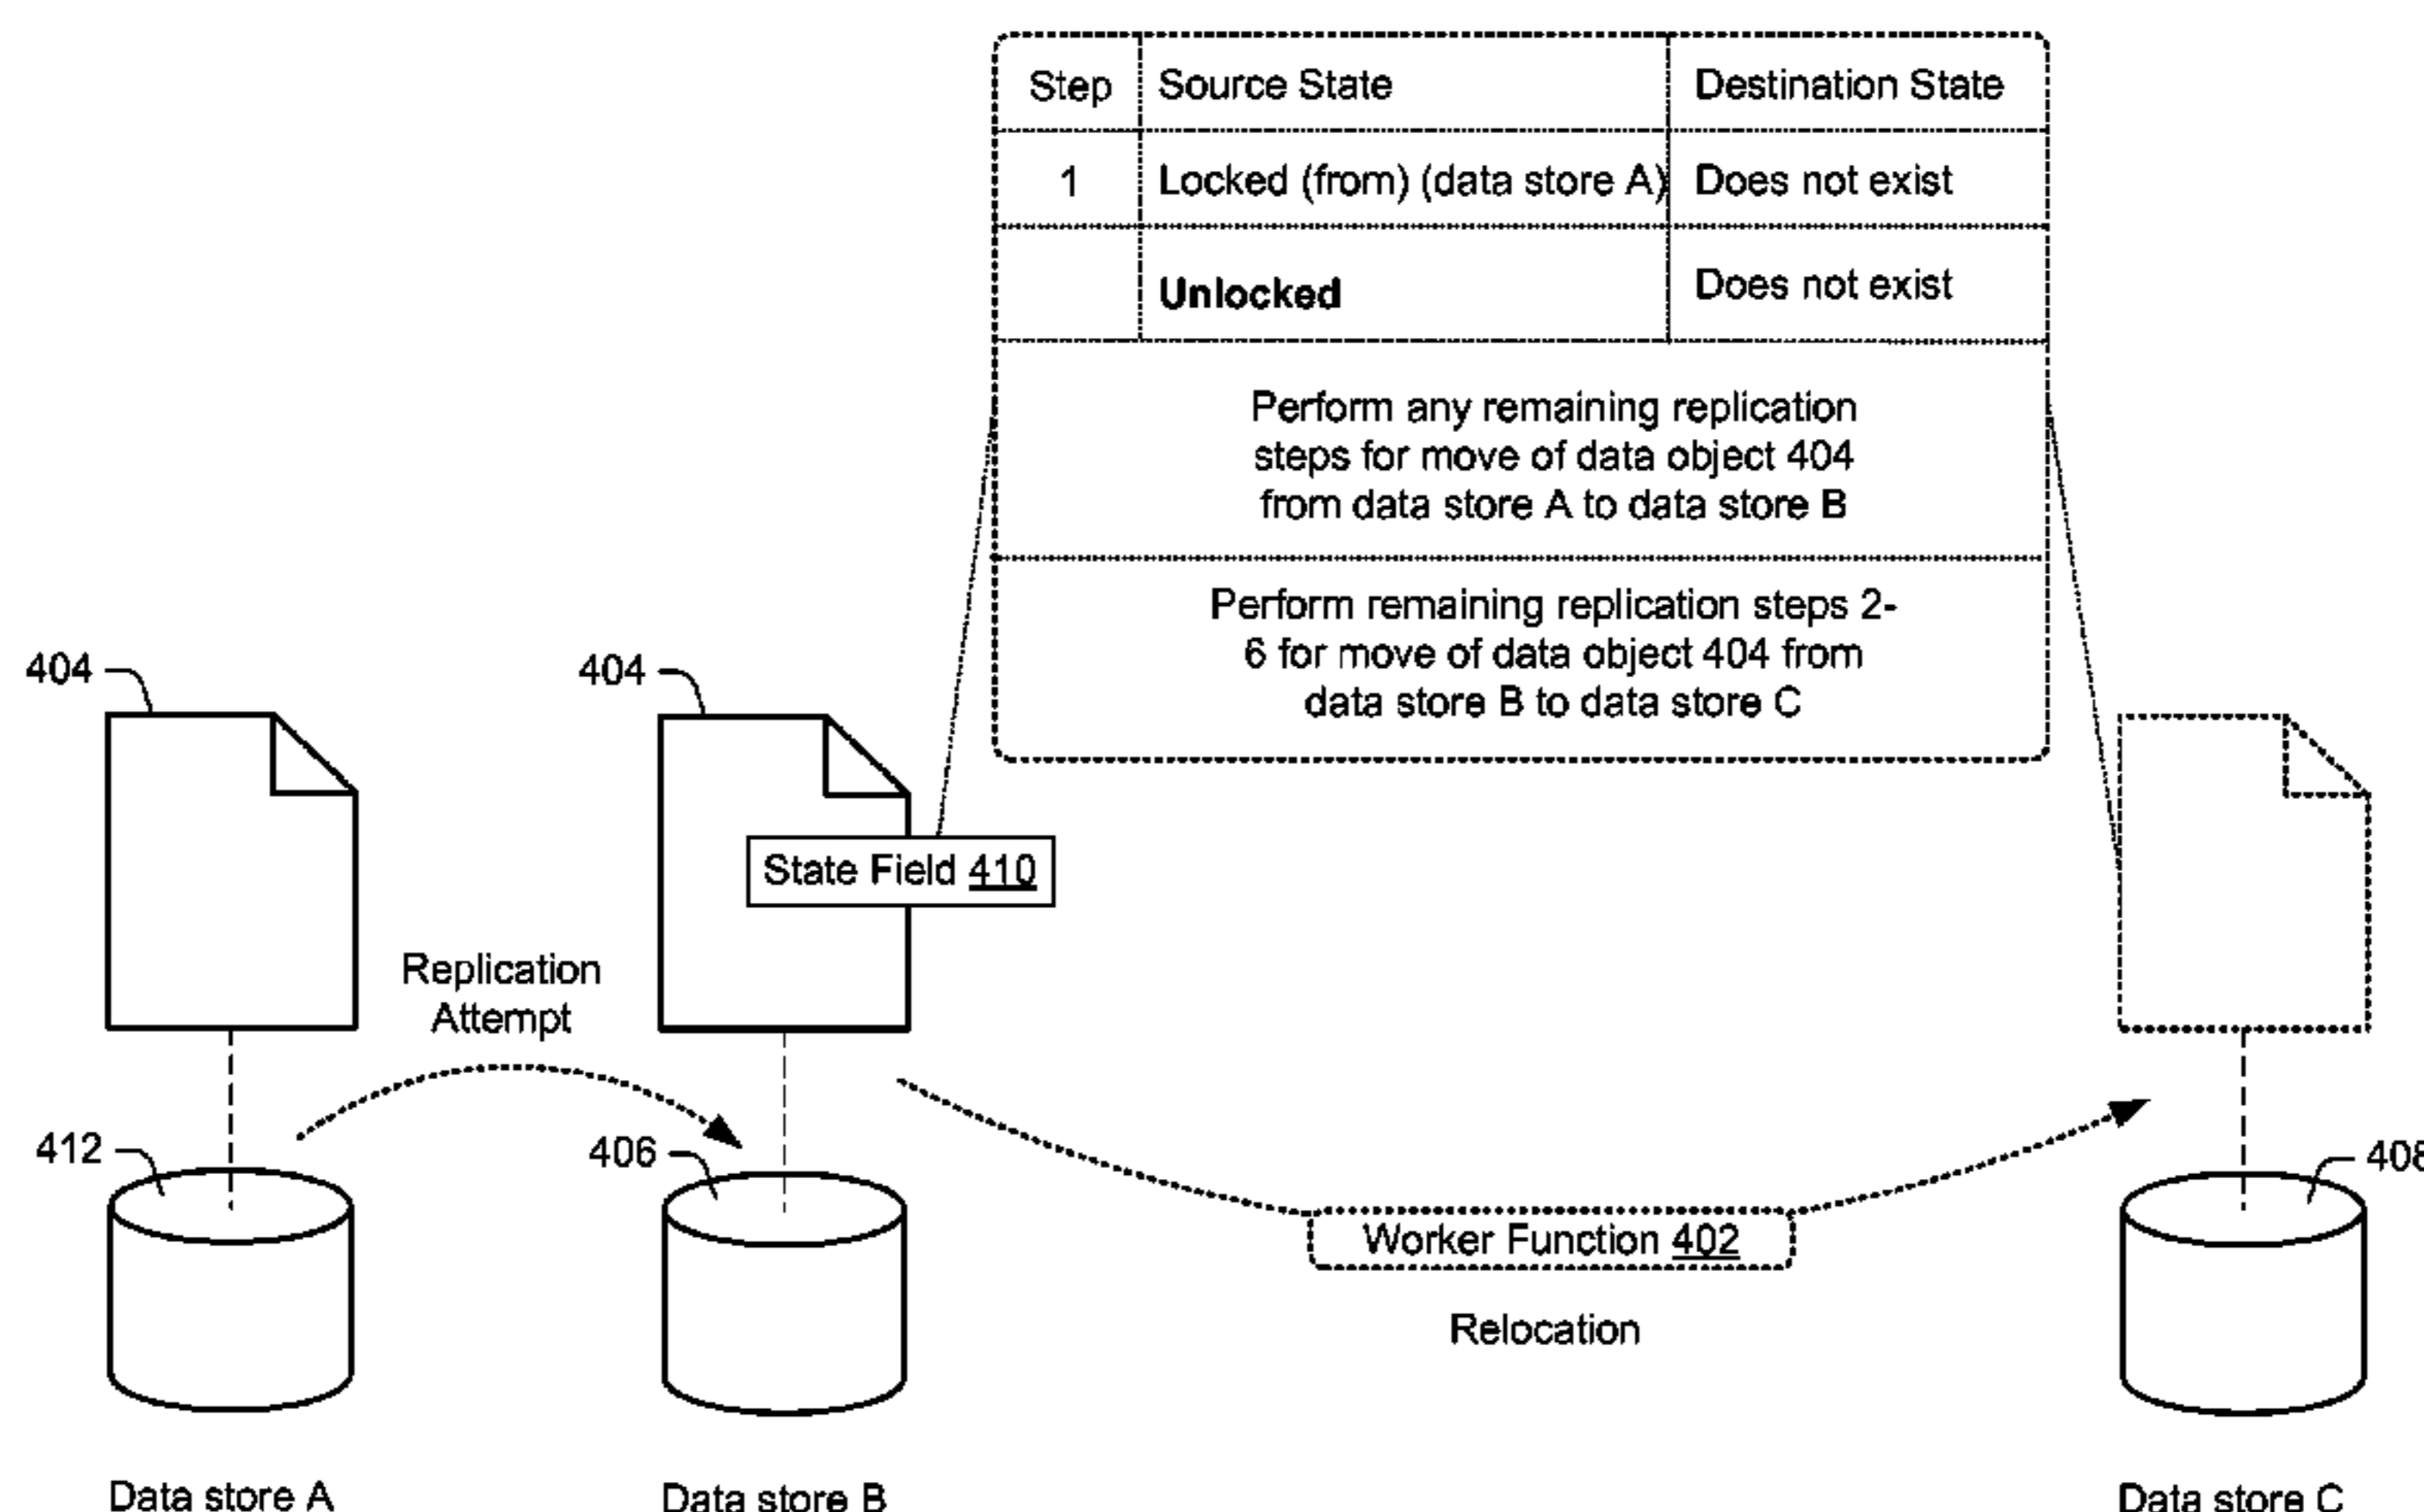 Step Source State Destination State
1 Locked (from) (data store A) Does not exist
Unlocked Does not exist
Perform any remaining replication
steps for move of data object 404
from data store A to data store B
Perform remaining replication steps 2-
6 for move of data object 404 from
data store B to data store C
404
404
State Field 410
Replication
Attempt
412
406
408
Worker Function 402
Relocation
Data store A
Data store B
Data store C